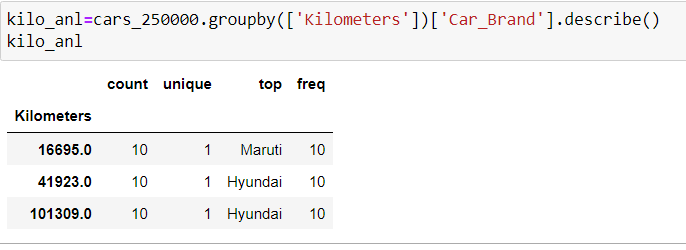 kilo_anl=cars_250000.groupby(['Kilometers'])['Car_Brand'].describe()
kilo_anl
count unique top freq
Kilometers
16695.0 10 1 Maruti 10
41923.0 10 1 Hyundai 10
101309.0 10 1 Hyundai 10